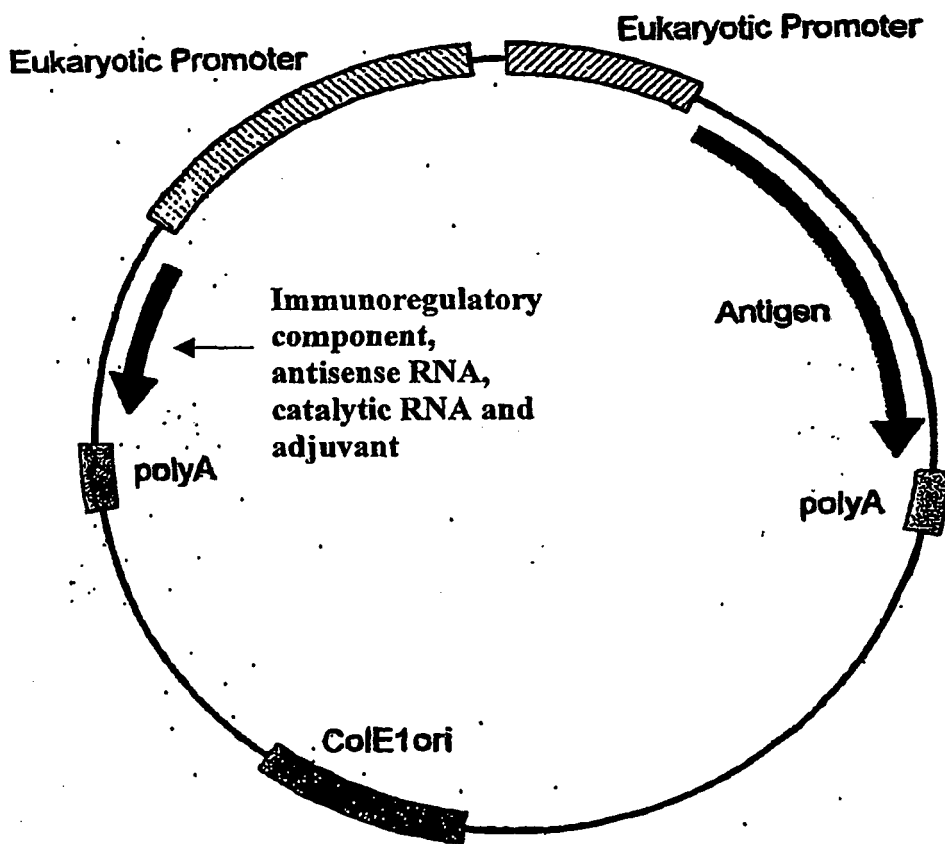 Eukaryotic Promoter
Eukaryotic Promoter
Immunoregulatory
component,
antisense RNA,
catalytic RNA and
adjuvant
Antigen
polyA
polyA
ColE1ori